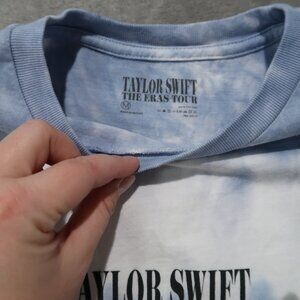 TAYLOR SWIFT
THE ERAS TOUR
M
TAYLOR SWIFT